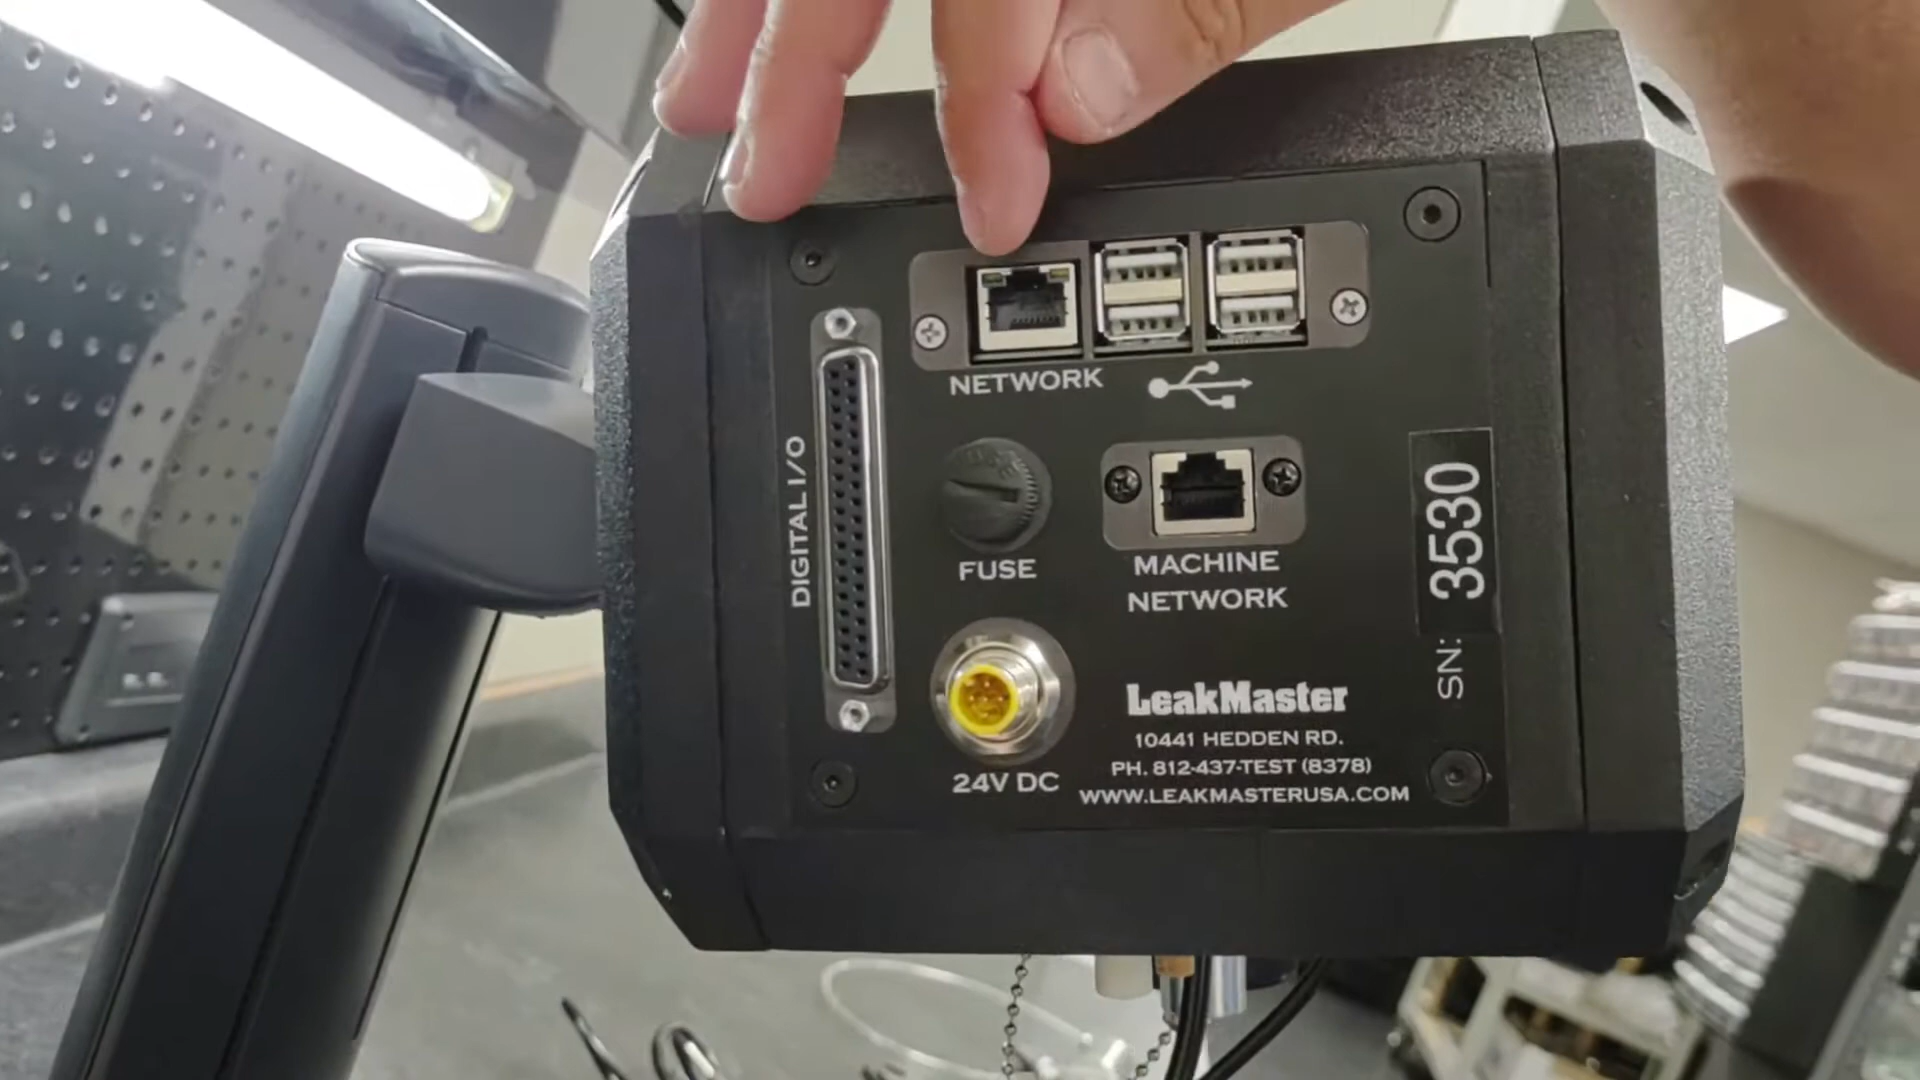 NETWORK
DIGITAL I/O
FUSE
MACHINE
NETWORK
SN: 3530
24V DC
LeakMaster
10441 HEDDEN RD.
PH. 812-437-TEST (8378)
WWW.LEAKMASTERUSA.COM